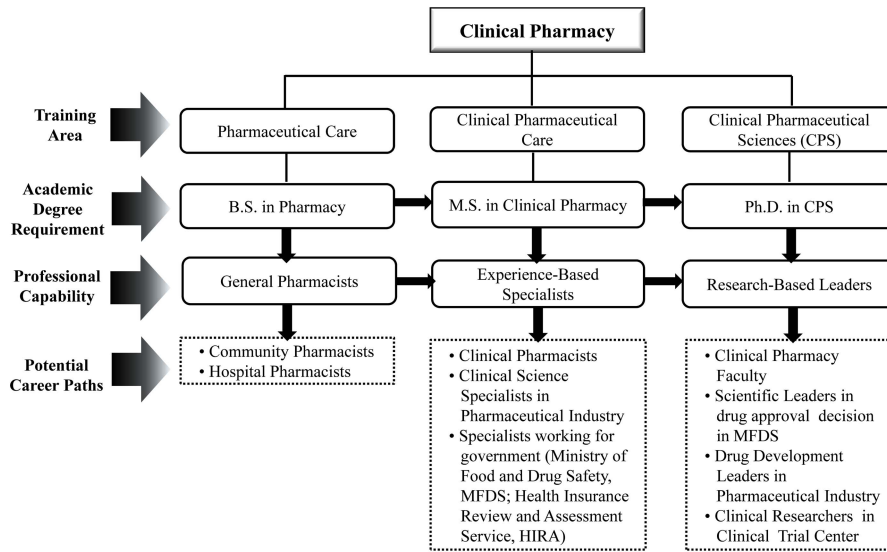 Clinical Pharmacy
Training
Area
Pharmaceutical Care
Clinical Pharmaceutical
Care
Clinical Pharmaceutical
Sciences (CPS)
Academic
Degree
Requirement
B.S. in Pharmacy
M.S. in Clinical Pharmacy
Ph.D. in CPS
Professional
Capability
General Pharmacists
Experience-Based
Specialists
Research-Based Leaders
Potential
Career Paths
• Community Pharmacists
• Hospital Pharmacists
• Clinical Pharmacists
• Clinical Science
Specialists in
Pharmaceutical Industry
• Specialists working for
government (Ministry of
Food and Drug Safety,
MFDS; Health Insurance
Review and Assessment
Service, HIRA)
• Clinical Pharmacy
Faculty
• Scientific Leaders in
drug approval decision
in MFDS
• Drug Development
Leaders in
Pharmaceutical Industry
• Clinical Researchers in
Clinical Trial Center